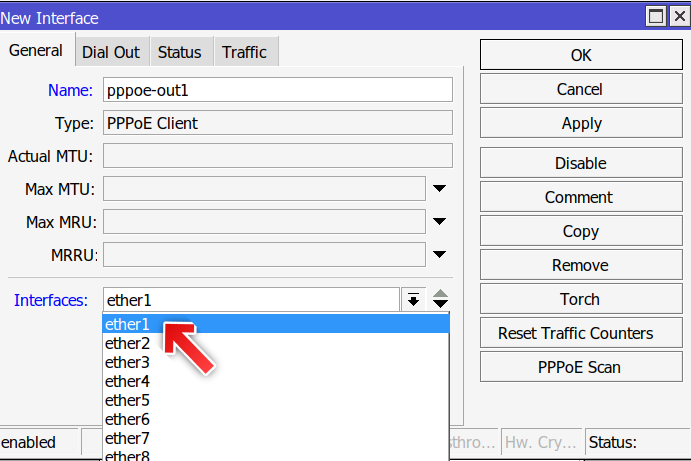 New Interface
General
Dial Out
Status
Traffic
Name:
pppoe-out1
Type:
PPPoE Client
Actual MTU:
Max MTU:
Max MRU:
MRRU:
Interfaces:
ether1
ether1
ether2
ether3
ether4
ether5
ether6
ether7
ether8
OK
Cancel
Apply
Disable
Comment
Copy
Remove
Torch
Reset Traffic Counters
PPPoE Scan
enabled
Hw. Cry...
Status: